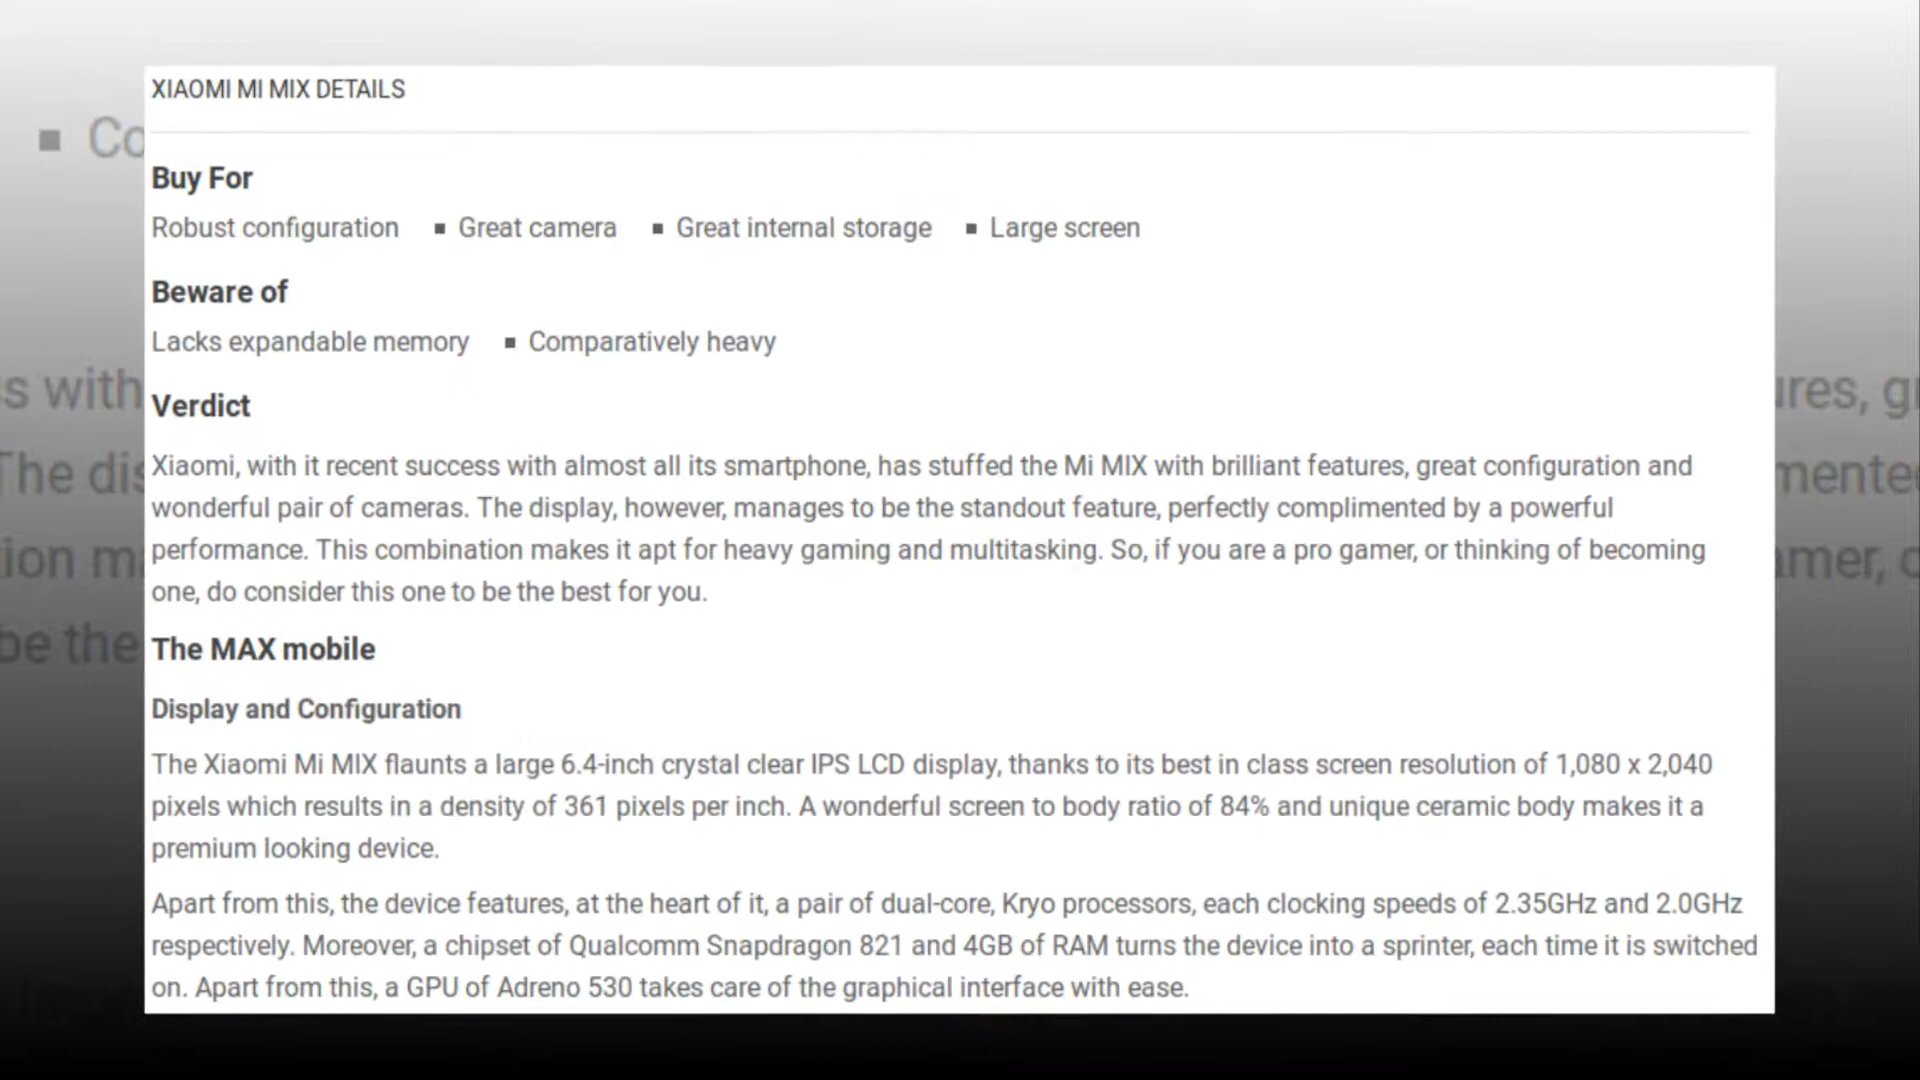 XIAOMI MI MIX DETAILS
Buy For
Robust configuration ▪ Great camera ▪ Great internal storage ▪ Large screen
Beware of
Lacks expandable memory ▪ Comparatively heavy
Verdict
Xiaomi, with it recent success with almost all its smartphone, has stuffed the Mi MIX with brilliant features, great configuration and
wonderful pair of cameras. The display, however, manages to be the standout feature, perfectly complimented by a powerful
performance. This combination makes it apt for heavy gaming and multitasking. So, if you are a pro gamer, or thinking of becoming
one, do consider this one to be the best for you.
The MAX mobile
Display and Configuration
The Xiaomi Mi MIX flaunts a large 6.4-inch crystal clear IPS LCD display, thanks to its best in class screen resolution of 1,080 x 2,040
pixels which results in a density of 361 pixels per inch. A wonderful screen to body ratio of 84% and unique ceramic body makes it a
premium looking device.
Apart from this, the device features, at the heart of it, a pair of dual-core, Kryo processors, each clocking speeds of 2.35GHz and 2.0GHz
respectively. Moreover, a chipset of Qualcomm Snapdragon 821 and 4GB of RAM turns the device into a sprinter, each time it is switched
on. Apart from this, a GPU of Adreno 530 takes care of the graphical interface with ease.